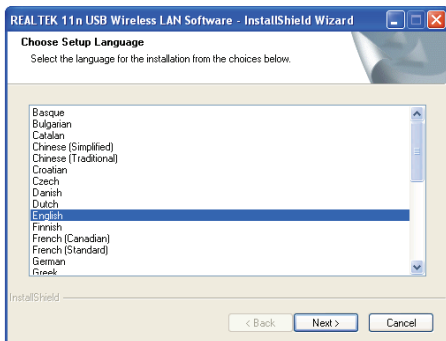 REALTEK 11n USB Wireless LAN Software - InstallShield Wizard
Choose Setup Language
Select the language for the installation from the choices below.
Basque
Bulgarian
Catalan
Chinese (Simplified)
Chinese (Traditional)
Croatian
Czech
Danish
Dutch
English
Finnish
French (Canadian)
French (Standard)
German
Greek
InstallShield
< Back
Next >
Cancel